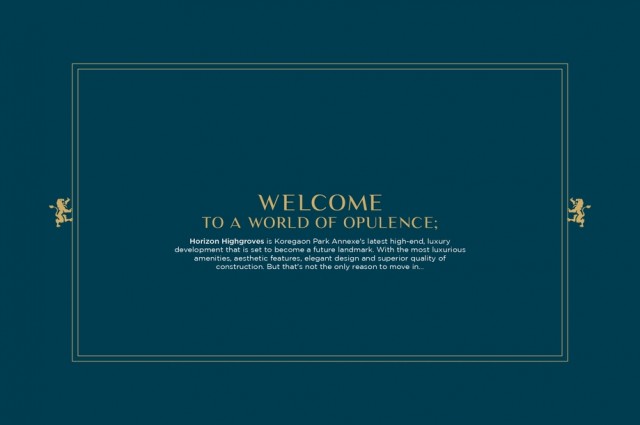 WELCOME
TO A WORLD OF OPULENCE;
Horizon Highgroves is Koregaon Park Annexe's latest high-end, luxury
development that is set to become a future landmark. With the most luxurious
amenities, aesthetic features, elegant design and superior quality of
construction. But that's not the only reason to move in...